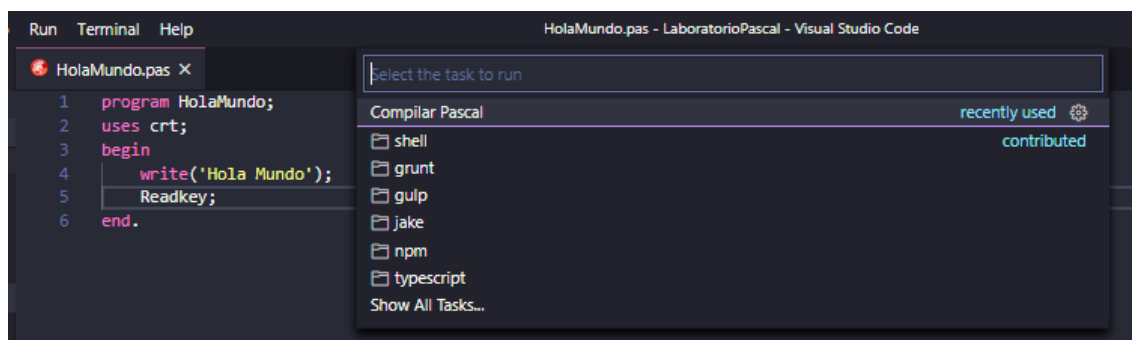 Run Terminal Help HolaMundo.pas - LaboratorioPascal - Visual Studio Code
HolaMundo.pas ×
1 program HolaMundo;
2 uses crt;
3 begin
4 write('Hola Mundo');
5 Readkey;
6 end.
Select the task to run
Compilar Pascal recently used
shell contributed
grunt
gulp
jake
npm
typescript
Show All Tasks...